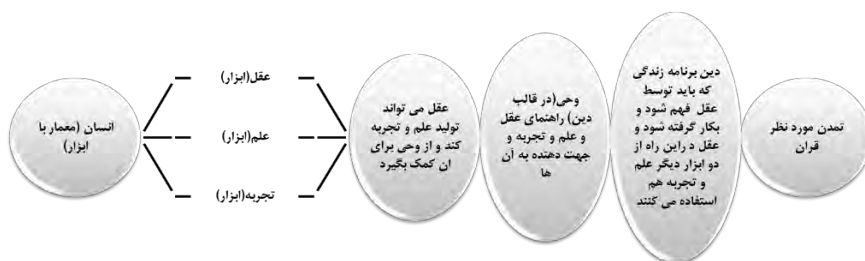 انسان (معمار با
ابزار)
عقل(ابزار)
علم(ابزار)
تجربه(ابزار)
عقل می تواند
تولید علم و تجربه
کند و از وحی برای
ان کمک بگیرد
وحی(در قالب
دین) راهنمای عقل
و علم و تجربه و
جهت دهنده به آن
ها
دین برنامه زندگی
که باید توسط
عقل فهم شود و
بکار گرفته شود و
عقل د راین راه از
دو ابزار دیگر علم
و تجربه هم
استفاده می کنند
تمدن مورد نظر
قران